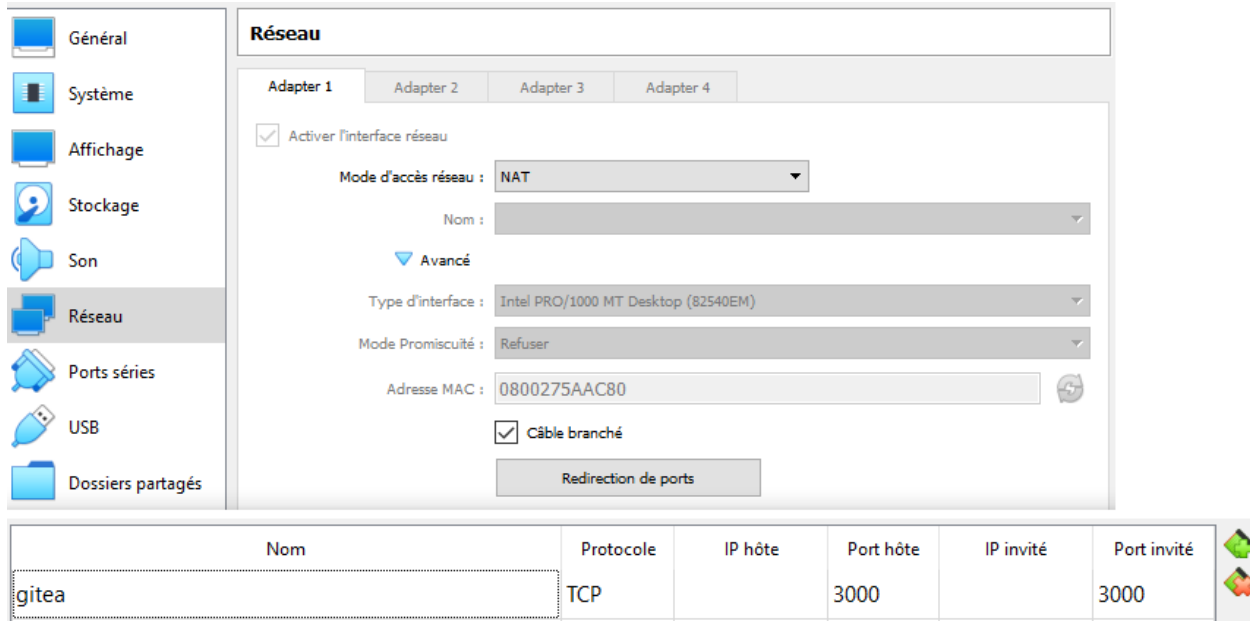 Général
Système
Affichage
Stockage
Son
Réseau
Ports séries
USB
Dossiers partagés
Réseau
Adapter 1 Adapter 2 Adapter 3 Adapter 4
Activer l'interface réseau
Mode d'accès réseau : NAT
Nom :
Avancé
Type d'interface : Intel PRO/1000 MT Desktop (82540EM)
Mode Promiscuité : Refuser
Adresse MAC : 0800275AAC80
Câble branché
Redirection de ports
Nom Protocole IP hôte Port hôte IP invité Port invité
gitea TCP 3000 3000